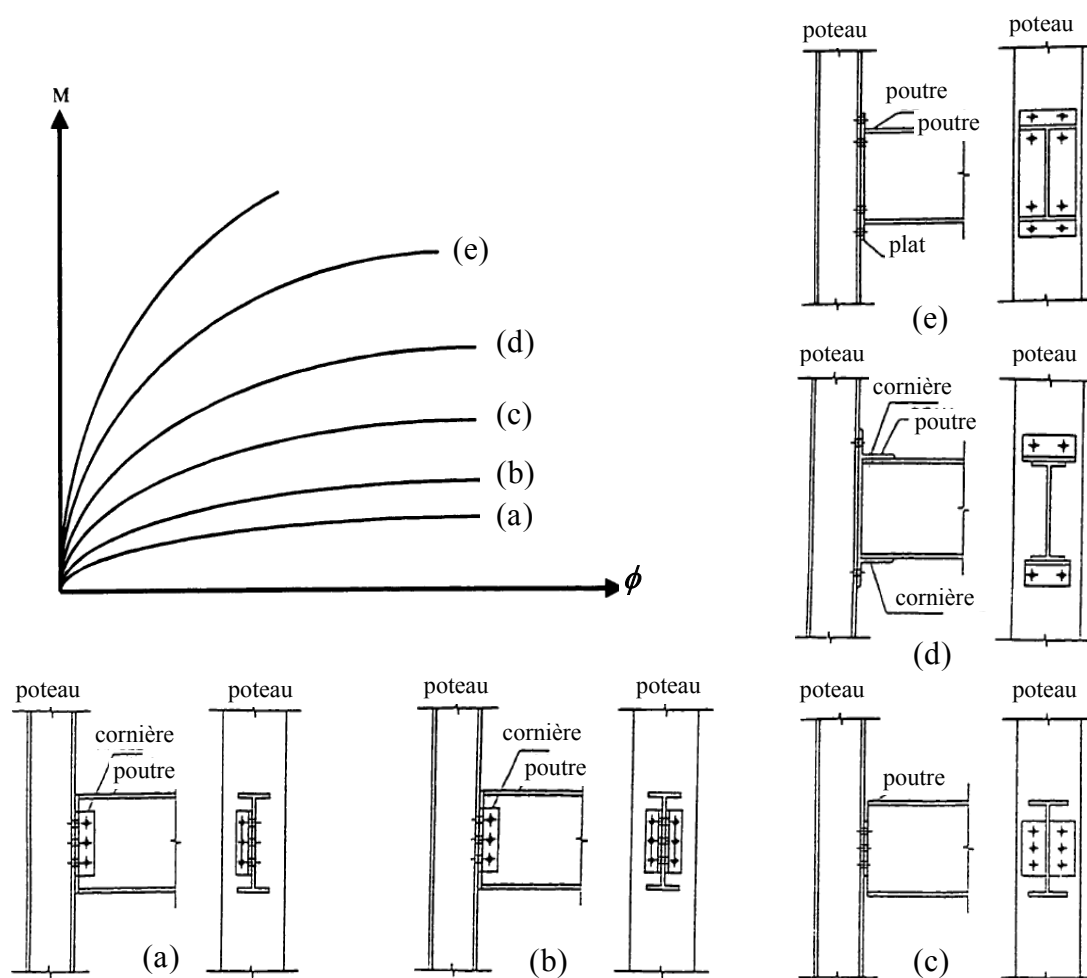 M
(e)
(d)
(c)
(b)
(a)
ϕ
poteau
poteau
poutre
poutre
plat
(e)
poteau
poteau
cornière
poutre
cornière
(d)
poteau
poteau
cornière
poutre
(a)
poteau
poteau
cornière
poutre
(b)
poteau
poteau
poutre
(c)